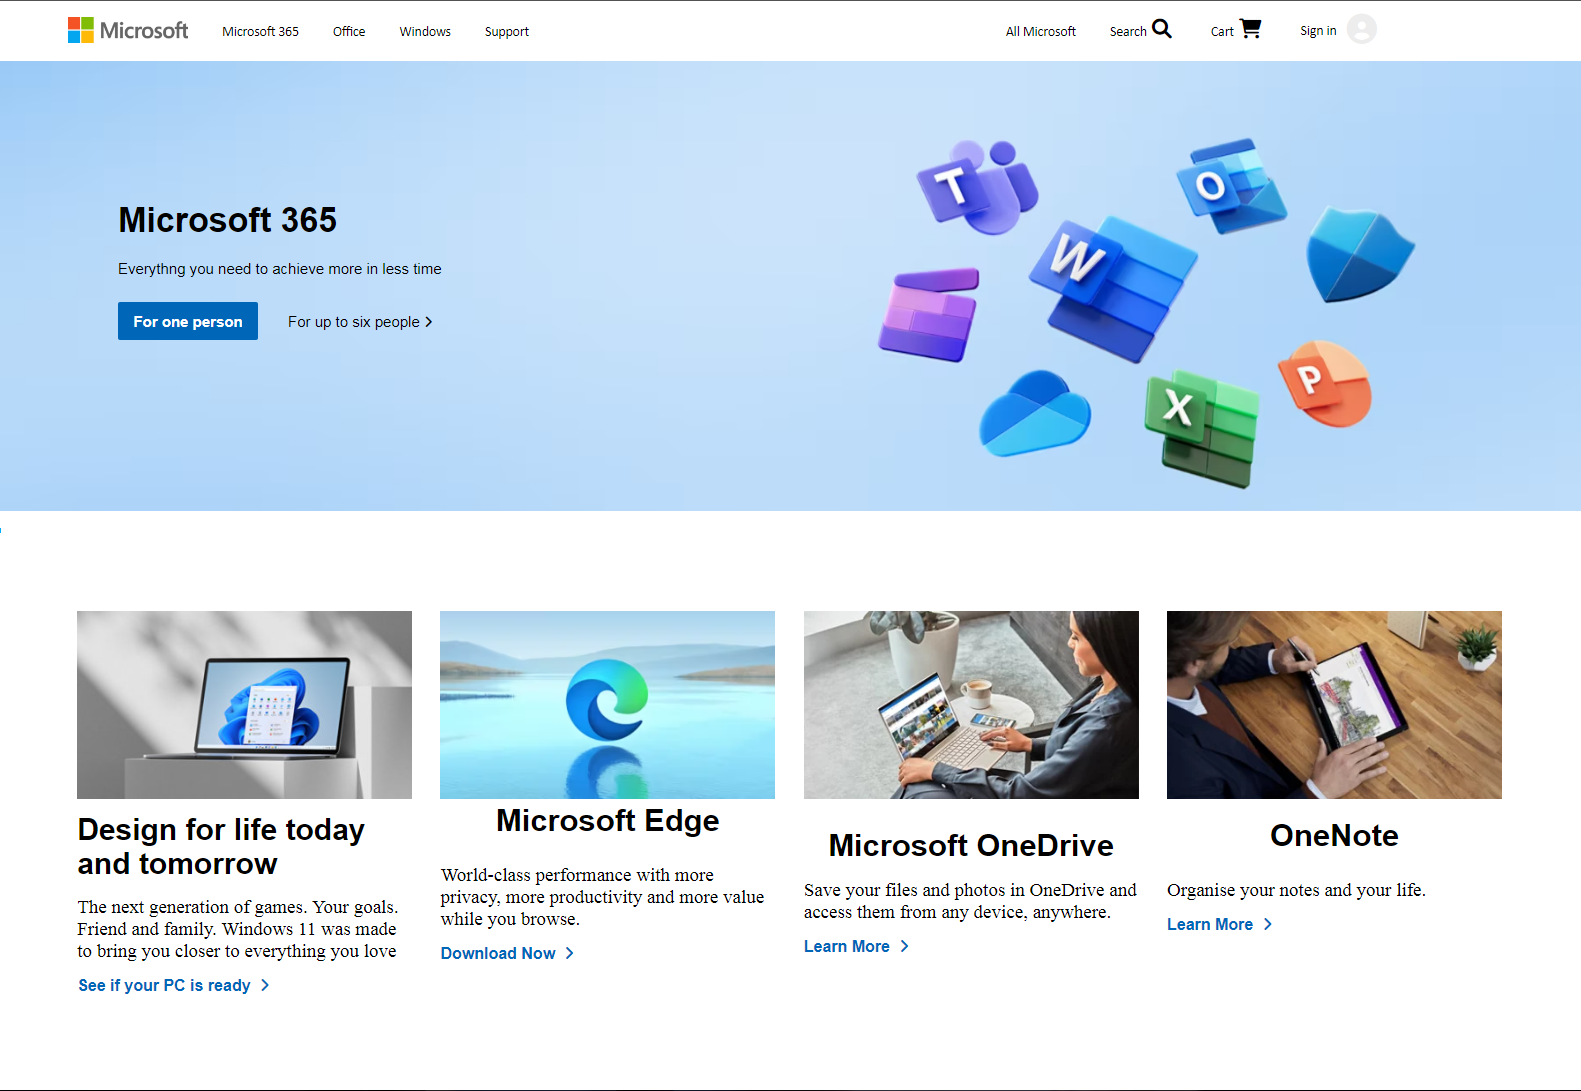 Microsoft Microsoft 365 Office Windows Support All Microsoft Search Cart Sign in
Microsoft 365
Everythng you need to achieve more in less time
For one person For up to six people
T
O
W
X
P
Design for life today
and tomorrow
The next generation of games. Your goals.
Friend and family. Windows 11 was made
to bring you closer to everything you love
See if your PC is ready
Microsoft Edge
World-class performance with more
privacy, more productivity and more value
while you browse.
Download Now
Microsoft OneDrive
Save your files and photos in OneDrive and
access them from any device, anywhere.
Learn More
OneNote
Organise your notes and your life.
Learn More